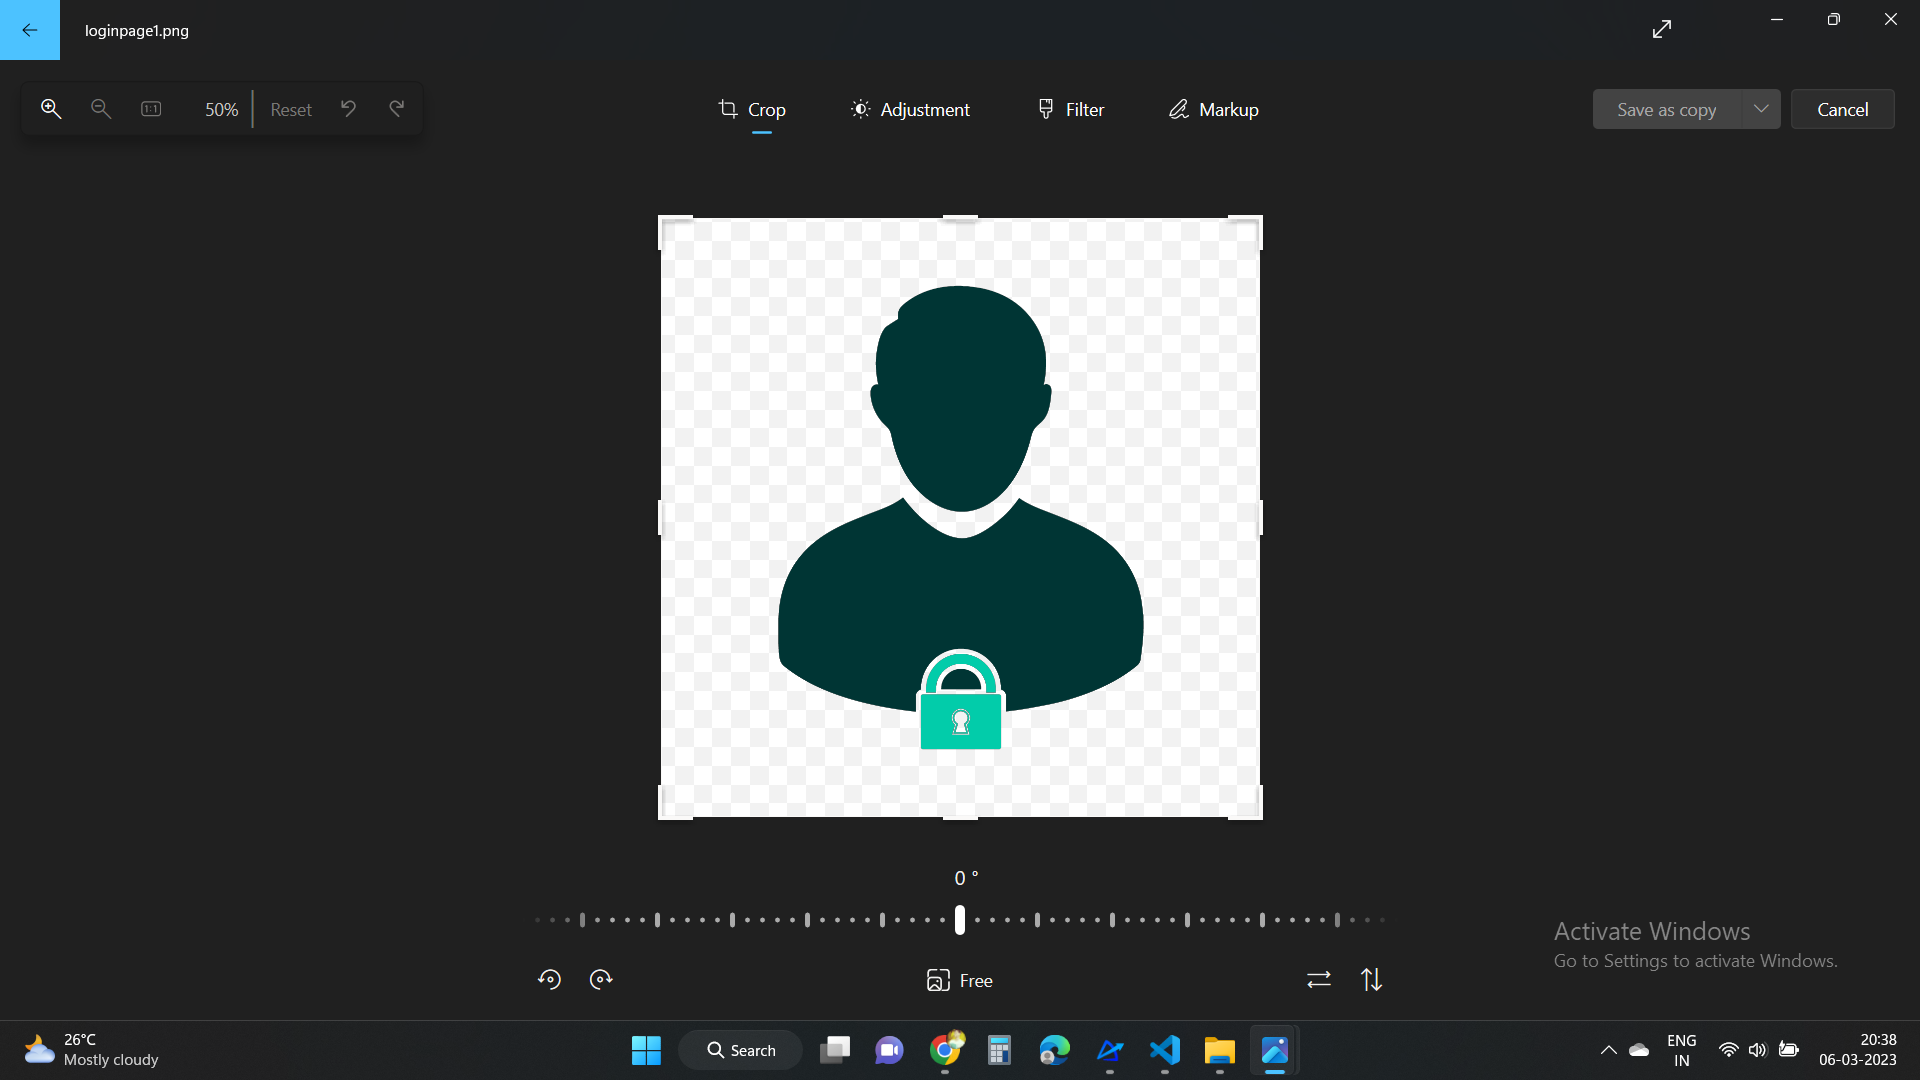 loginpage1.png
50%
Reset
Crop
Adjustment
Filter
Markup
Save as copy
Cancel
0 °
Free
Activate Windows
Go to Settings to activate Windows.
26°C
Mostly cloudy
Search
ENG
IN
20:38
06-03-2023